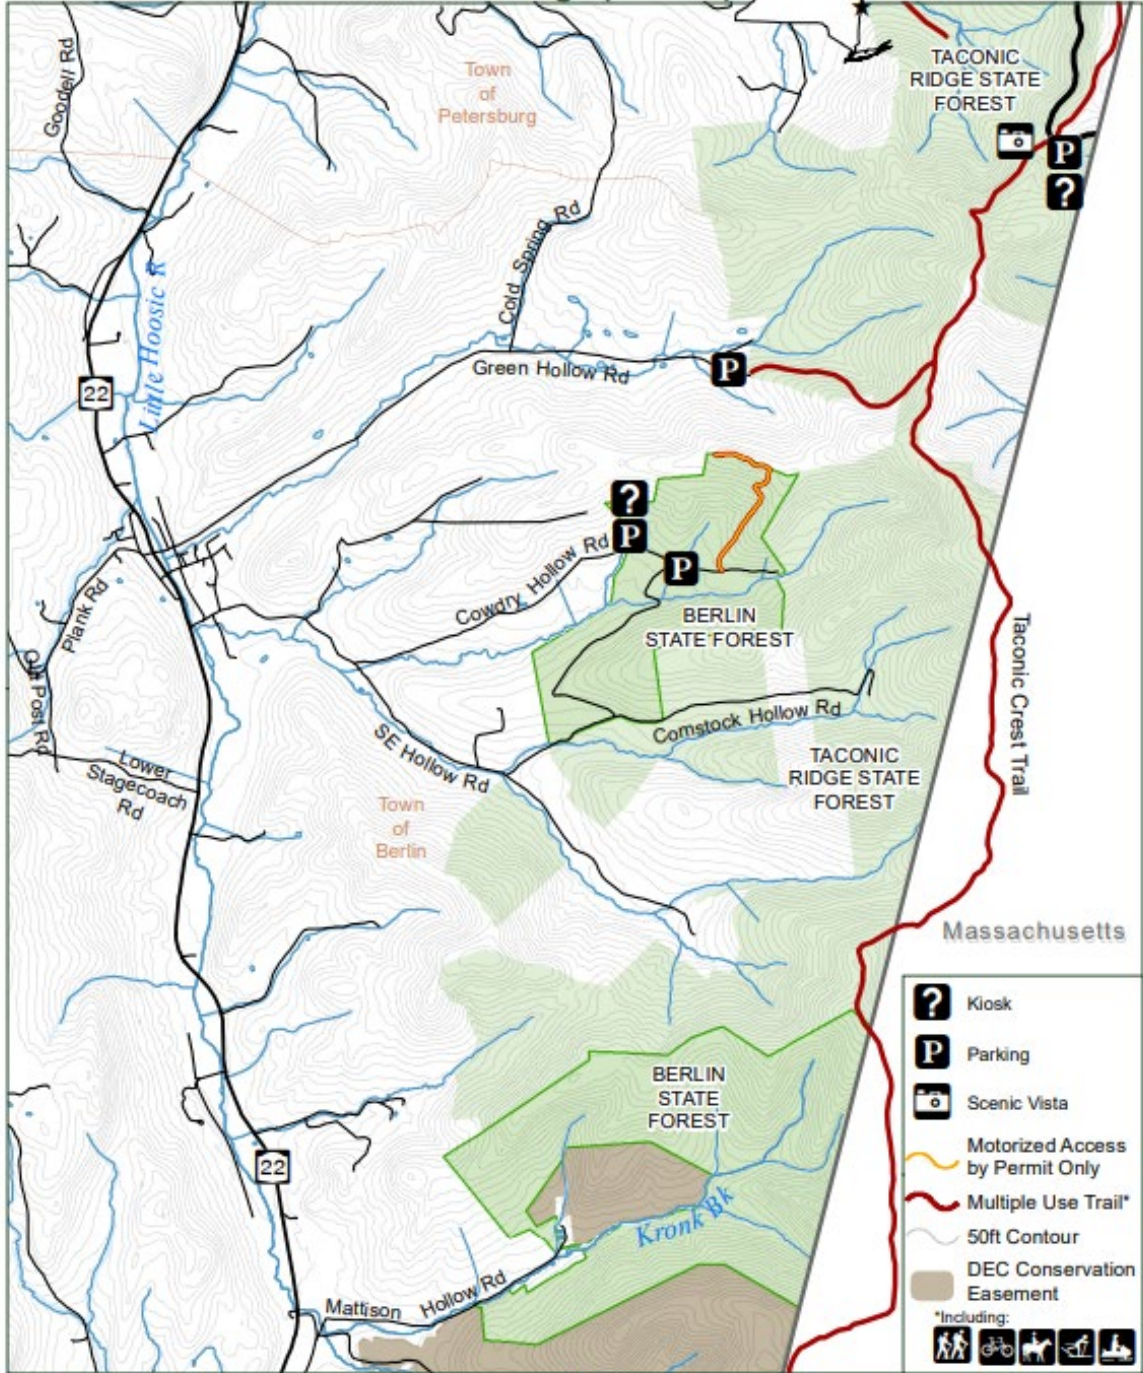 TACONIC
RIDGE STATE
FOREST
Goodell Rd
Town
of
Petersburg
P
?
Cold Spring Rd
Little Hoosic R
Green Hollow Rd
P
22
?
P
Cowdry Hollow Rd
P
BERLIN
STATE FOREST
Plank Rd
Old Post Rd
Taconic Crest Trail
Comstock Hollow Rd
SE Hollow Rd
Lower
Stagecoach
Rd
TACONIC
RIDGE STATE
FOREST
Town
of
Berlin
Massachusetts
BERLIN
STATE
FOREST
22
Kronk Bk
Mattison Hollow Rd
? Kiosk
P Parking
Scenic Vista
Motorized Access
by Permit Only
Multiple Use Trail*
50ft Contour
DEC Conservation
Easement
*Including: